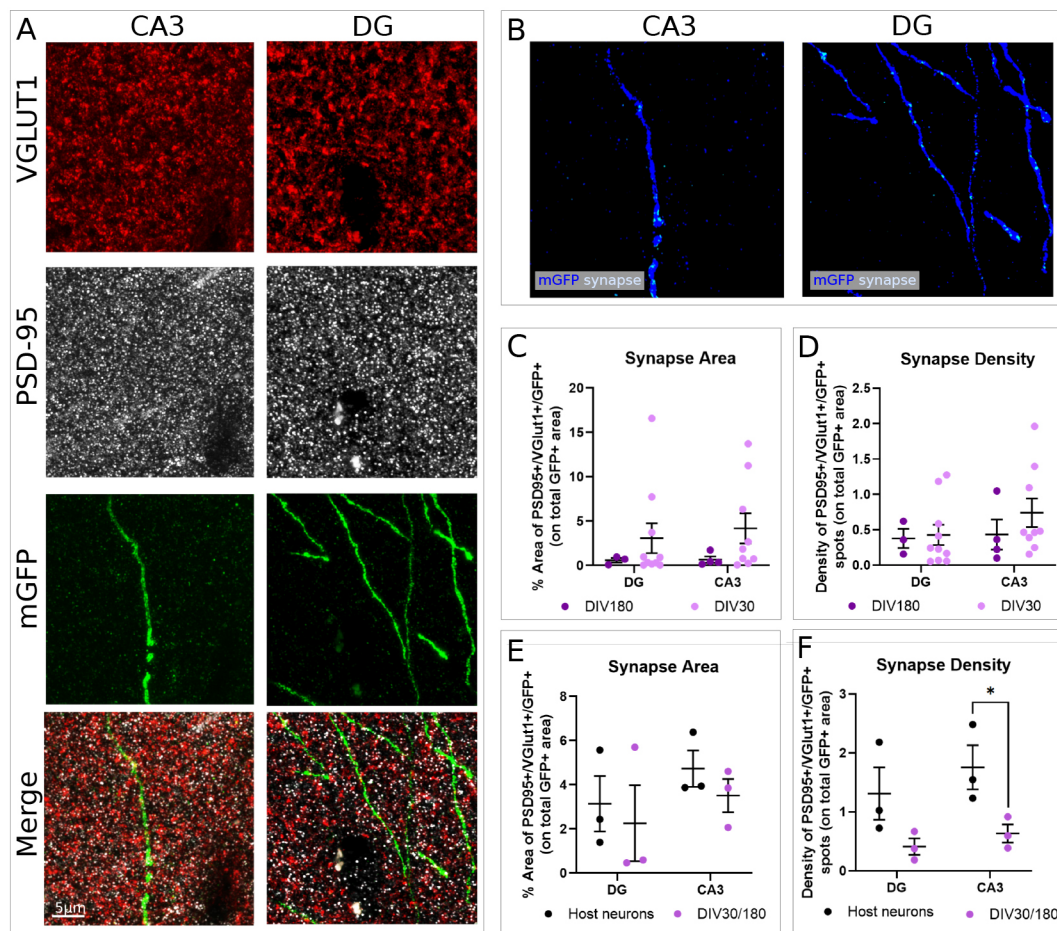 A
CA3
DG
VGLUT1
PSD-95
mGFP
Merge
5µm
B
CA3
DG
mGFP synapse
mGFP synapse
C
Synapse Area
% Area of PSD95+/VGlut1+/GFP+
(on total GFP+ area)
20
15
10
5
0
DG
CA3
DIV180
DIV30
D
Synapse Density
Density of PSD95+/VGlut1+/GFP+
spots (on total GFP+ area)
2.5
2.0
1.5
1.0
0.5
0.0
DG
CA3
DIV180
DIV30
E
Synapse Area
% Area of PSD95+/VGlut1+/GFP+
(on total GFP+ area)
8
6
4
2
0
DG
CA3
Host neurons
DIV30/180
F
Synapse Density
Density of PSD95+/VGlut1+/GFP+
spots (on total GFP+ area)
3
2
1
0
*
DG
CA3
Host neurons
DIV30/180